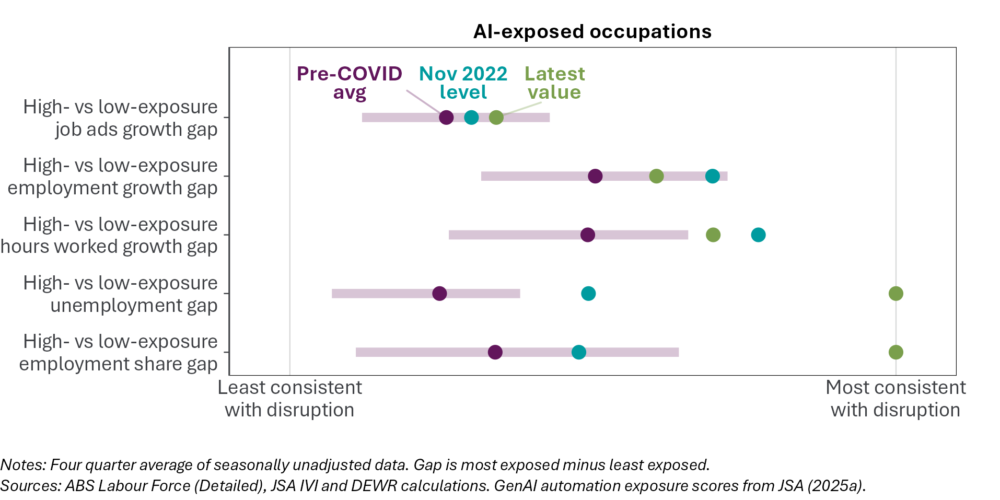 AI-exposed occupations
Pre-COVID
avg
Nov 2022
level
Latest
value
High- vs low-exposure
job ads growth gap
High- vs low-exposure
employment growth gap
High- vs low-exposure
hours worked growth gap
High- vs low-exposure
unemployment gap
High- vs low-exposure
employment share gap
Least consistent
with disruption
Most consistent
with disruption
Notes: Four quarter average of seasonally unadjusted data. Gap is most exposed minus least exposed.
Sources: ABS Labour Force (Detailed), JSA IVI and DEWR calculations. GenAI automation exposure scores from JSA (2025a).